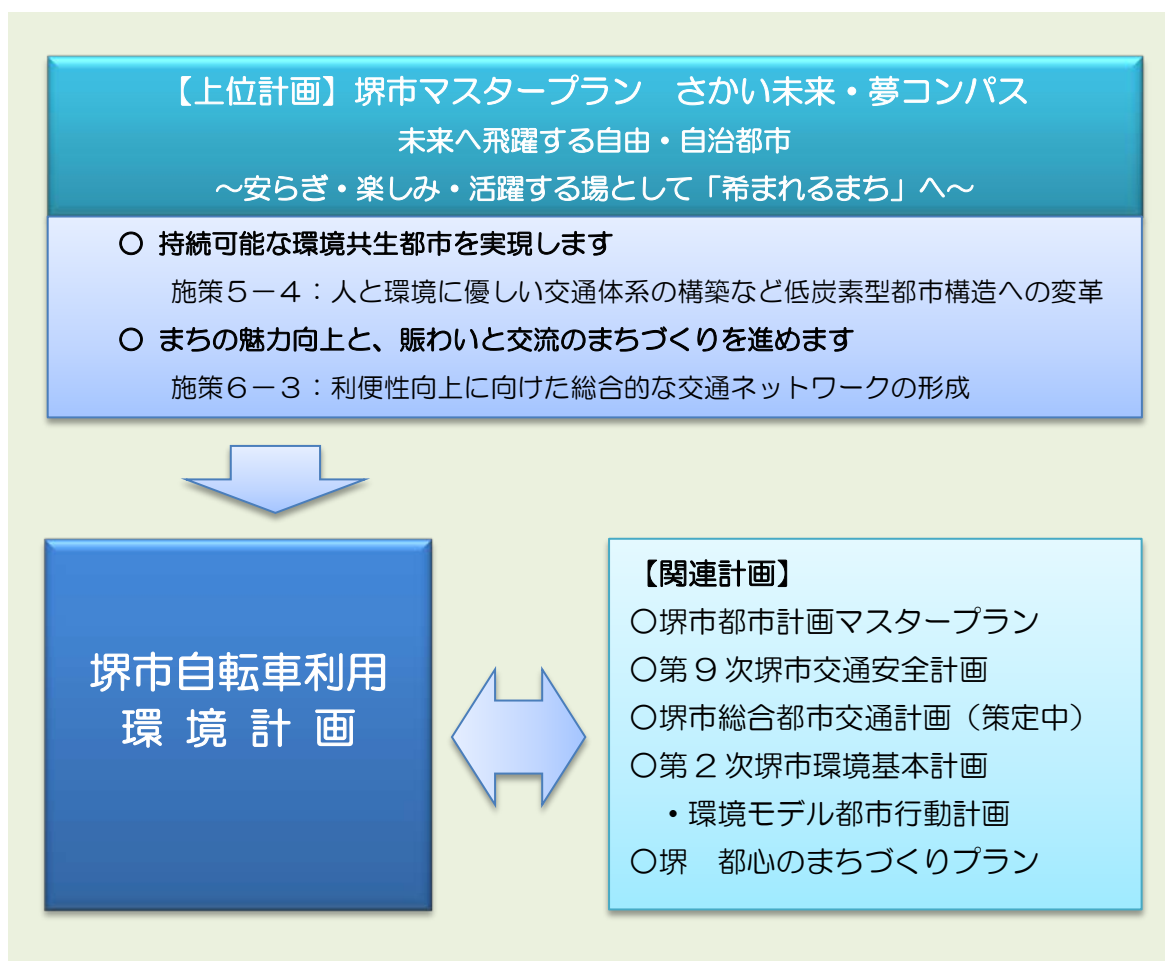 【上位計画】堺市マスタープラン　さかい未来・夢コンパス
未来へ飛躍する自由・自治都市
～安らぎ・楽しみ・活躍する場として「希まれるまち」へ～
〇 持続可能な環境共生都市を実現します
施策５－４：人と環境に優しい交通体系の構築など低炭素型都市構造への変革
〇 まちの魅力向上と、賑わいと交流のまちづくりを進めます
施策６－３：利便性向上に向けた総合的な交通ネットワークの形成
堺市自転車利用
環 境 計 画
【関連計画】
〇堺市都市計画マスタープラン
〇第９次堺市交通安全計画
〇堺市総合都市交通計画（策定中）
〇第２次堺市環境基本計画
・環境モデル都市行動計画
〇堺　都心のまちづくりプラン